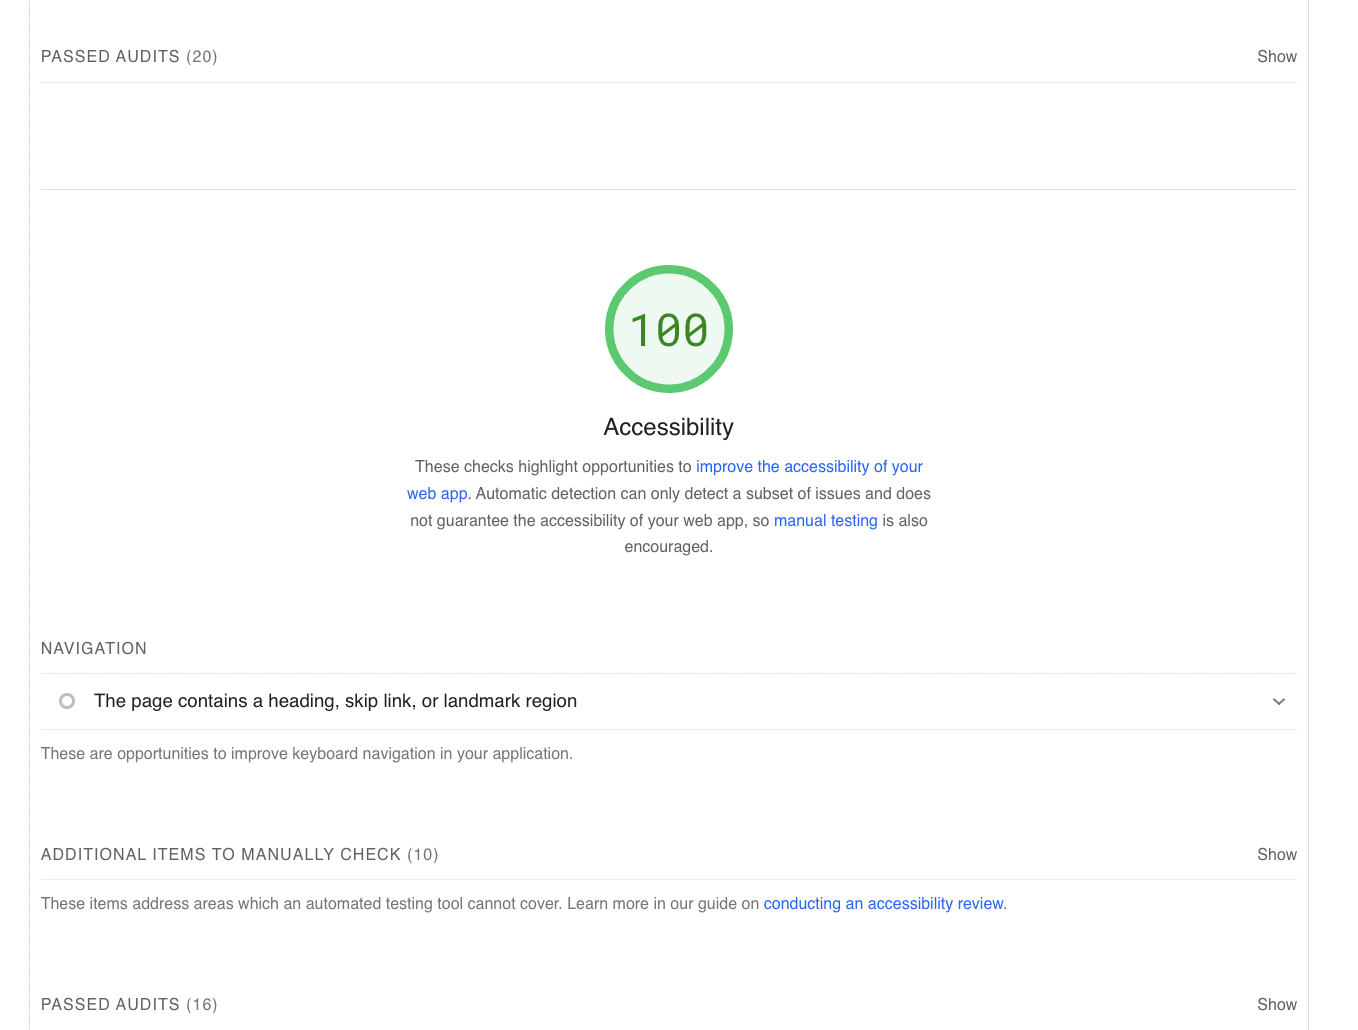 PASSED AUDITS (20)
Show
100
Accessibility
These checks highlight opportunities to improve the accessibility of your
web app. Automatic detection can only detect a subset of issues and does
not guarantee the accessibility of your web app, so manual testing is also
encouraged.
NAVIGATION
The page contains a heading, skip link, or landmark region
These are opportunities to improve keyboard navigation in your application.
ADDITIONAL ITEMS TO MANUALLY CHECK (10)
Show
These items address areas which an automated testing tool cannot cover. Learn more in our guide on conducting an accessibility review.
PASSED AUDITS (16)
Show